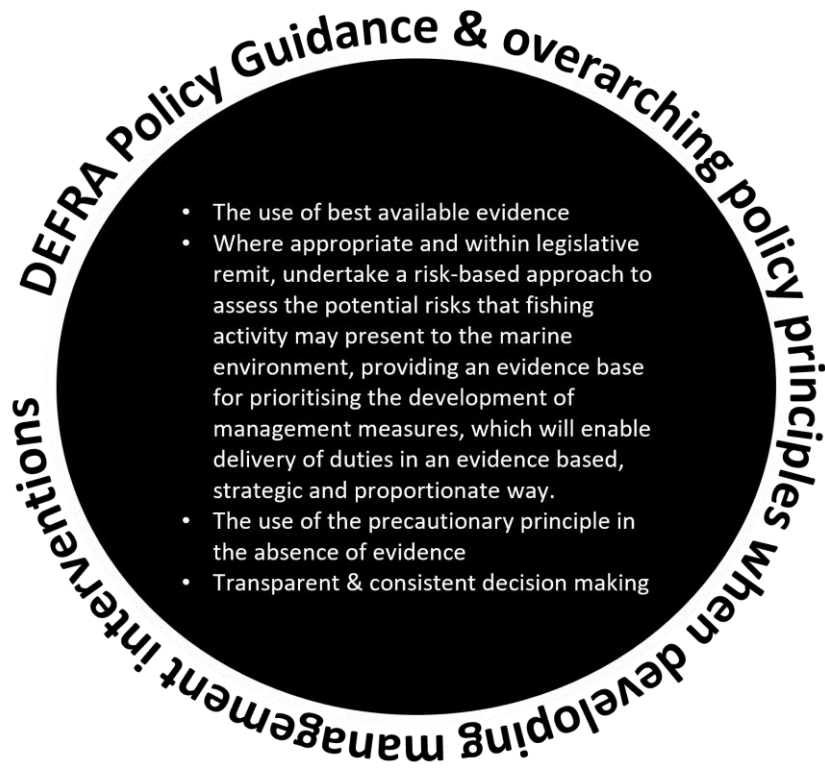 DEFRA Policy Guidance & overarching policy principles when developing management interventions
• The use of best available evidence
• Where appropriate and within legislative
remit, undertake a risk-based approach to
assess the potential risks that fishing
activity may present to the marine
environment, providing an evidence base
for prioritising the development of
management measures, which will enable
delivery of duties in an evidence based,
strategic and proportionate way.
• The use of the precautionary principle in
the absence of evidence
• Transparent & consistent decision making